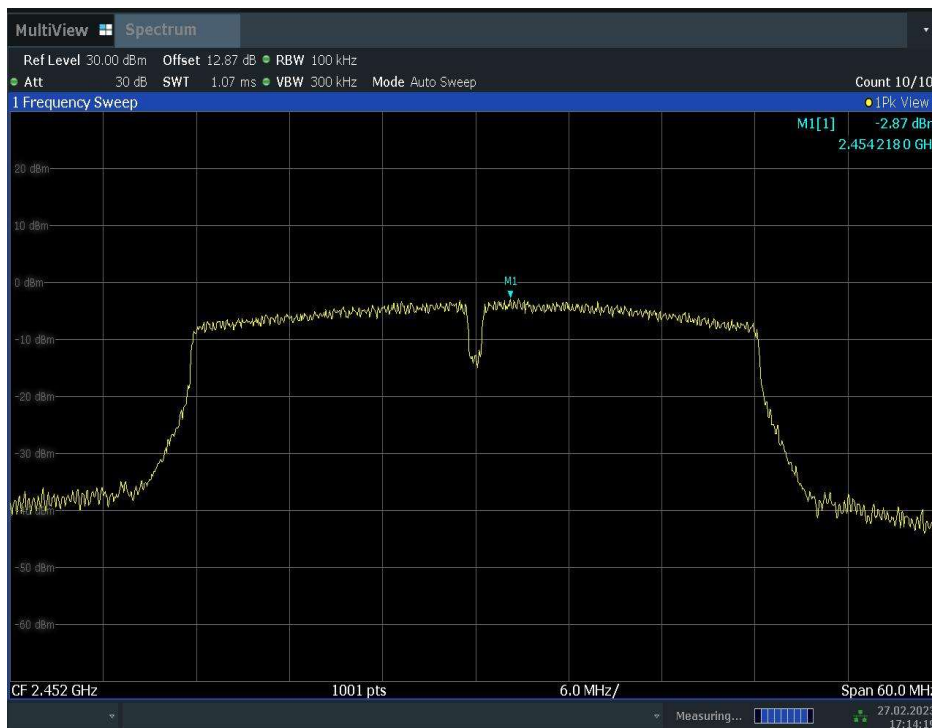 MultiView Spectrum
Ref Level 30.00 dBm Offset 12.87 dB RBW 100 kHz
Att 30 dB SWT 1.07 ms VBW 300 kHz Mode Auto Sweep Count 10/10
1 Frequency Sweep 1Pk View
M1[1] -2.87 dBm
2.4542180 GH
20 dBm
10 dBm
M1
0 dBm
-10 dBm
-20 dBm
-30 dBm
-50 dBm
-60 dBm
CF 2.452 GHz 1001 pts 6.0 MHz/ Span 60.0 MHz
Measuring... 27.02.2023
17:14:19